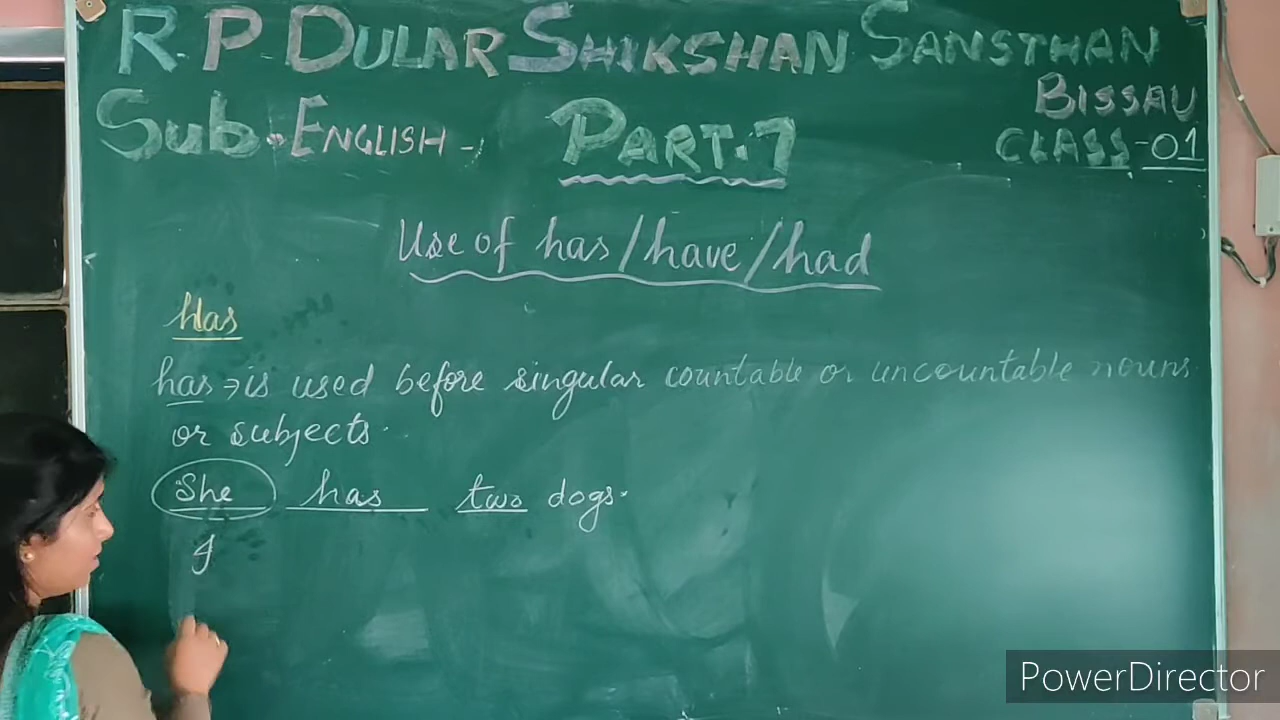 R.P. DULAR SHIKSHAN SANSTHAN
BISSAU
Sub.-ENGLISH- PART.7 CLASS-01
Use of has/have/had
Has
has→is used before singular countable or uncountable nouns
or subjects.
She has two dogs.
I
PowerDirector